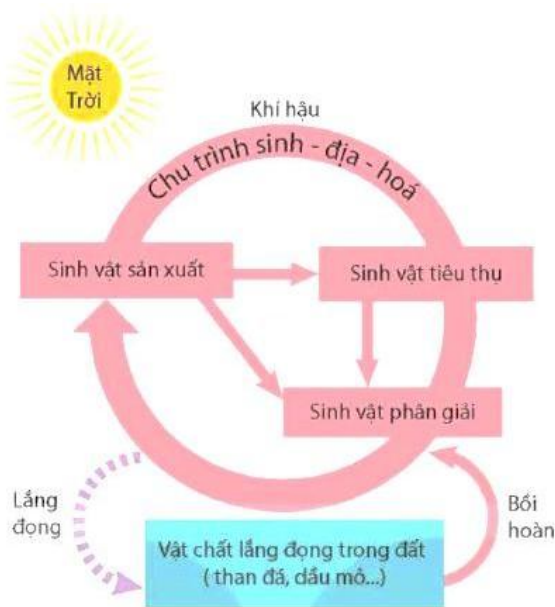 Mặt
Trời
Khí hậu
Chu trình sinh - địa - hoá
Sinh vật sản xuất
Sinh vật tiêu thụ
Sinh vật phân giải
Lắng
đọng
Bồi
hoàn
Vật chất lắng đọng trong đất
( than đá, dầu mỏ...)